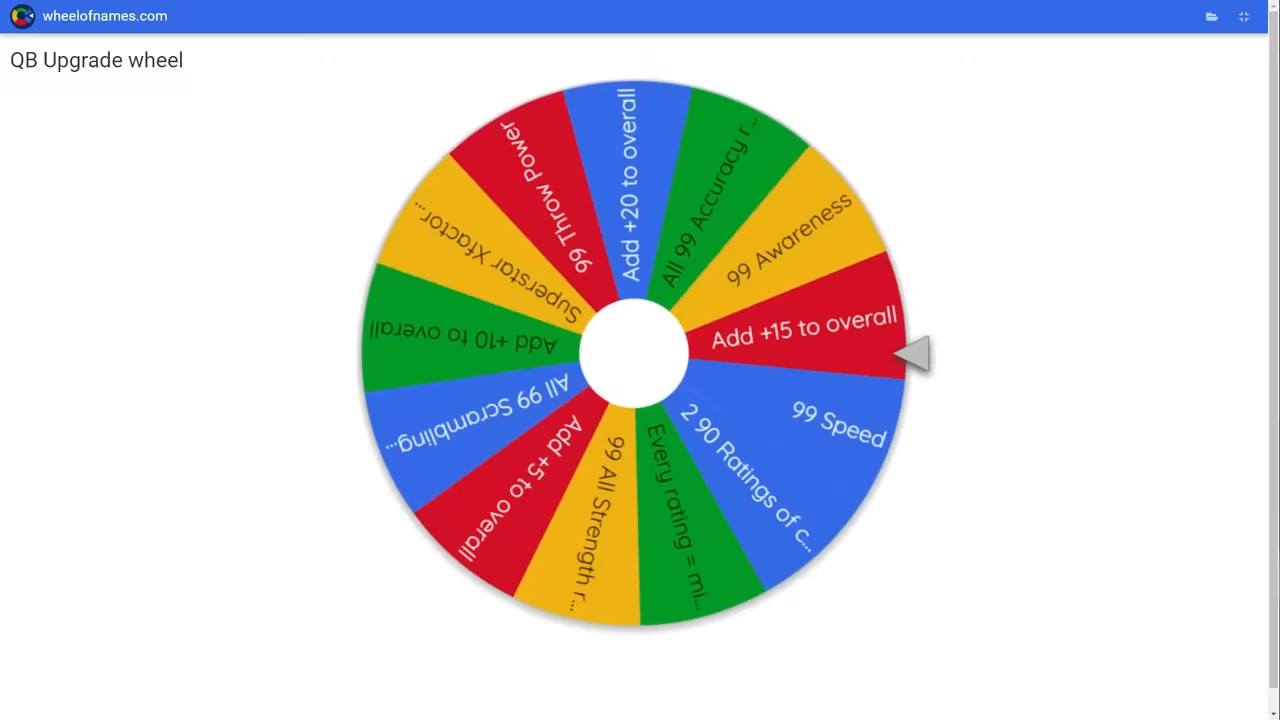 wheelofnames.com
QB Upgrade wheel
Add +20 to overall
All 99 Accuracy r...
99 Awareness
Add +15 to overall
99 Speed
2 90 Ratings of c...
Every rating = mi...
99 All Strength r...
Add +5 to overall
All 99 Scrambling...
Add +10 to overall
Superstar Xfactor...
99 Throw Power